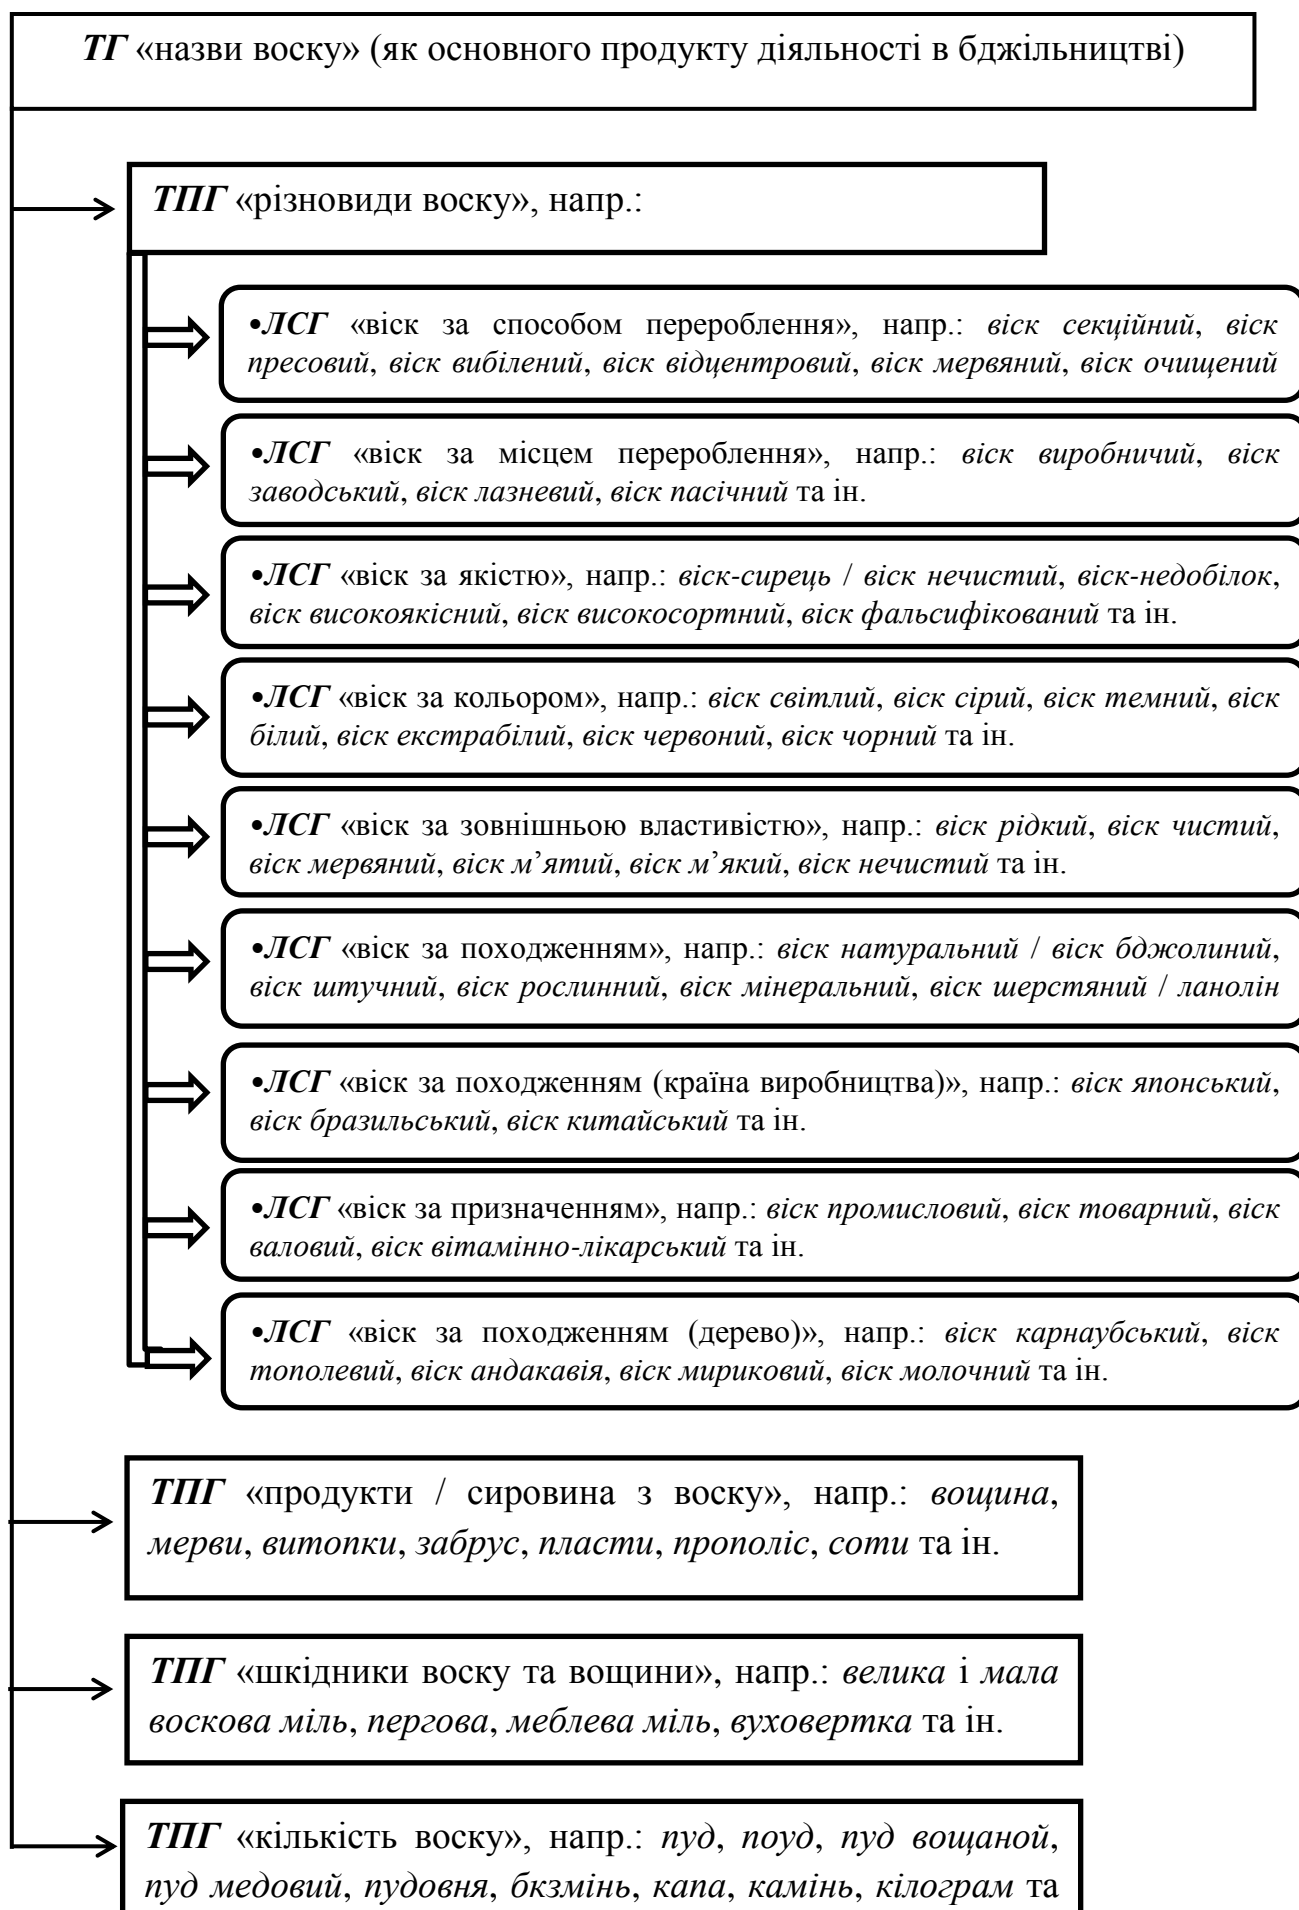 ТГ «назви воску» (як основного продукту діяльності в бджільництві)
ТПГ «різновиди воску», напр.:
•ЛСГ «віск за способом перероблення», напр.: віск секційний, віск
пресовий, віск вибілений, віск відцентровий, віск мервяний, віск очищений
•ЛСГ «віск за місцем перероблення», напр.: віск виробничий, віск
заводський, віск лазневий, віск пасічний та ін.
•ЛСГ «віск за якістю», напр.: віск-сирець / віск нечистий, віск-недобілок,
віск високоякісний, віск високосортний, віск фальсифікований та ін.
•ЛСГ «віск за кольором», напр.: віск світлий, віск сірий, віск темний, віск
білий, віск екстрабілий, віск червоний, віск чорний та ін.
•ЛСГ «віск за зовнішньою властивістю», напр.: віск рідкий, віск чистий,
віск мервяний, віск м’ятий, віск м’який, віск нечистий та ін.
•ЛСГ «віск за походженням», напр.: віск натуральний / віск бджолиний,
віск штучний, віск рослинний, віск мінеральний, віск шерстяний / ланолін
•ЛСГ «віск за походженням (країна виробництва)», напр.: віск японський,
віск бразильський, віск китайський та ін.
•ЛСГ «віск за призначенням», напр.: віск промисловий, віск товарний, віск
валовий, віск вітамінно-лікарський та ін.
•ЛСГ «віск за походженням (дерево)», напр.: віск карнаубський, віск
тополевий, віск андакавія, віск мириковий, віск молочний та ін.
ТПГ «продукти / сировина з воску», напр.: вощина,
мерви, витопки, забрус, пласти, прополіс, соти та ін.
ТПГ «шкідники воску та вощини», напр.: велика і мала
воскова міль, пергова, меблева міль, вуховертка та ін.
ТПГ «кількість воску», напр.: пуд, поуд, пуд вощаной,
пуд медовий, пудовня, бкзмінь, капа, камінь, кілограм та